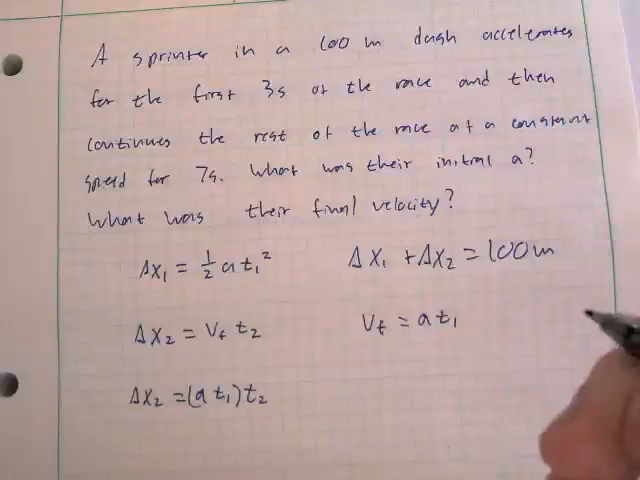 A sprinter in a 100 m dash accelerates
for the first 3s of the race and then
continues the rest of the race at a constant
speed for 7s. What was their initial a?
What was their final velocity?
Δx₁ = ½ a t₁² Δx₁ + Δx₂ = 100m
Δx₂ = Vf t₂ Vf = a t₁
Δx₂ = (a t₁) t₂